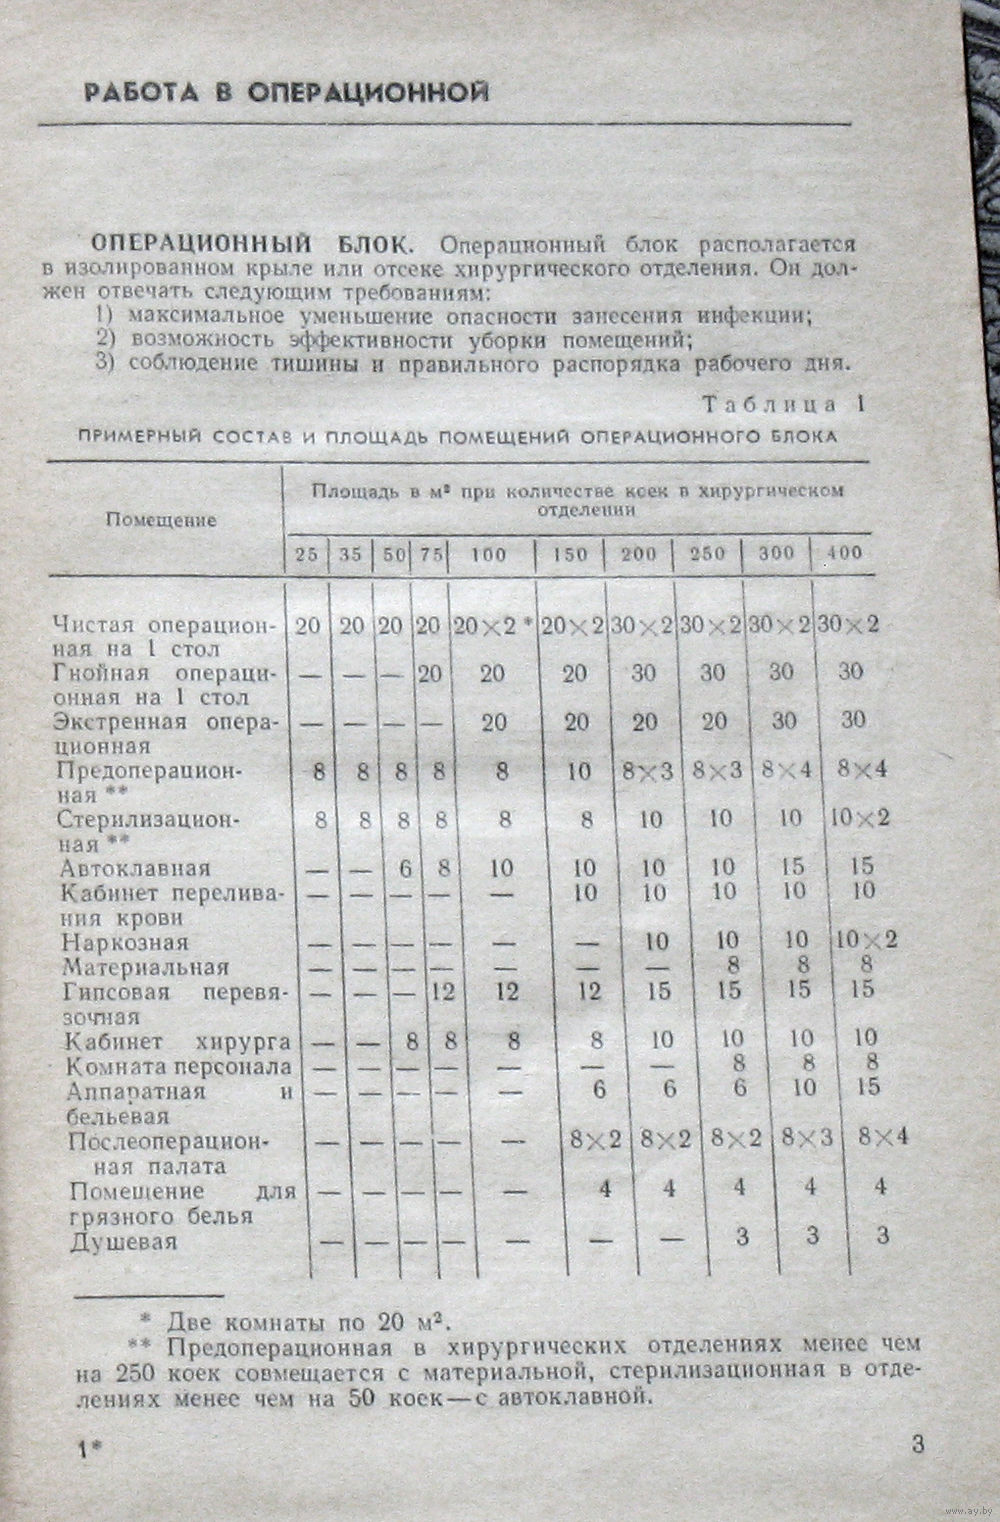 РАБОТА В ОПЕРАЦИОННОЙ
ОПЕРАЦИОННЫЙ БЛОК. Операционный блок располагается
в изолированном крыле или отсеке хирургического отделения. Он дол-
жен отвечать следующим требованиям:
1) максимальное уменьшение опасности занесения инфекции;
2) возможность эффективности уборки помещений;
3) соблюдение тишины и правильного распорядка рабочего дня.
Таблица 1
ПРИМЕРНЫЙ СОСТАВ И ПЛОЩАДЬ ПОМЕЩЕНИЙ ОПЕРАЦИОННОГО БЛОКА
Помещение
Площадь в м² при количестве коек в хирургическом
отделении
25 35 50 75 100 150 200 250 300 400
Чистая операцион- 20 20 20 20 20×2 * 20×2 30×2 30×2 30×2 30×2
ная на 1 стол
Гнойная операци- — — — 20 20 20 30 30 30 30
онная на 1 стол
Экстренная опера- — — — — 20 20 20 20 30 30
ционная
Предоперацион- 8 8 8 8 8 10 8×3 8×3 8×4 8×4
ная **
Стерилизацион- 8 8 8 8 8 8 10 10 10 10×2
ная **
Автоклавная — — 6 8 10 10 10 10 15 15
Кабинет перелива- — — — — — 10 10 10 10 10
ния крови
Наркозная — — — — — — 10 10 10 10×2
Материальная — — — — — — — 8 8 8
Гипсовая перевя- — — — 12 12 12 15 15 15 15
зочная
Кабинет хирурга — — 8 8 8 8 10 10 10 10
Комната персонала — — — — — — — 8 8 8
Аппаратная и — — — — — 6 6 6 10 15
бельевая
Послеоперацион- — — — — — 8×2 8×2 8×2 8×3 8×4
ная палата
Помещение для — — — — — 4 4 4 4 4
грязного белья
Душевая — — — — — — — 3 3 3
* Две комнаты по 20 м².
** Предоперационная в хирургических отделениях менее чем
на 250 коек совмещается с материальной, стерилизационная в отде-
лениях менее чем на 50 коек—с автоклавной.
1*
3
www.ay.by